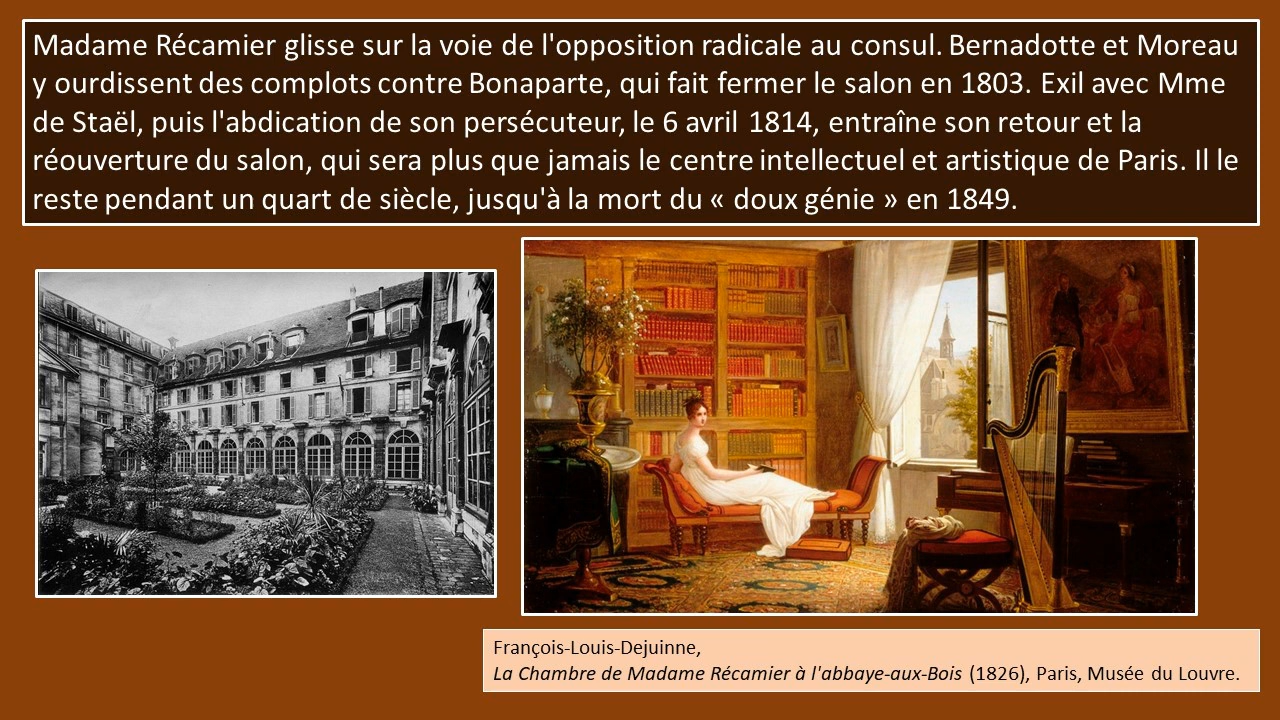 Madame Récamier glisse sur la voie de l'opposition radicale au consul. Bernadotte et Moreau
y ourdissent des complots contre Bonaparte, qui fait fermer le salon en 1803. Exil avec Mme
de Staël, puis l'abdication de son persécuteur, le 6 avril 1814, entraîne son retour et la
réouverture du salon, qui sera plus que jamais le centre intellectuel et artistique de Paris. Il le
reste pendant un quart de siècle, jusqu'à la mort du « doux génie » en 1849.
François-Louis-Dejuinne,
La Chambre de Madame Récamier à l'abbaye-aux-Bois (1826), Paris, Musée du Louvre.